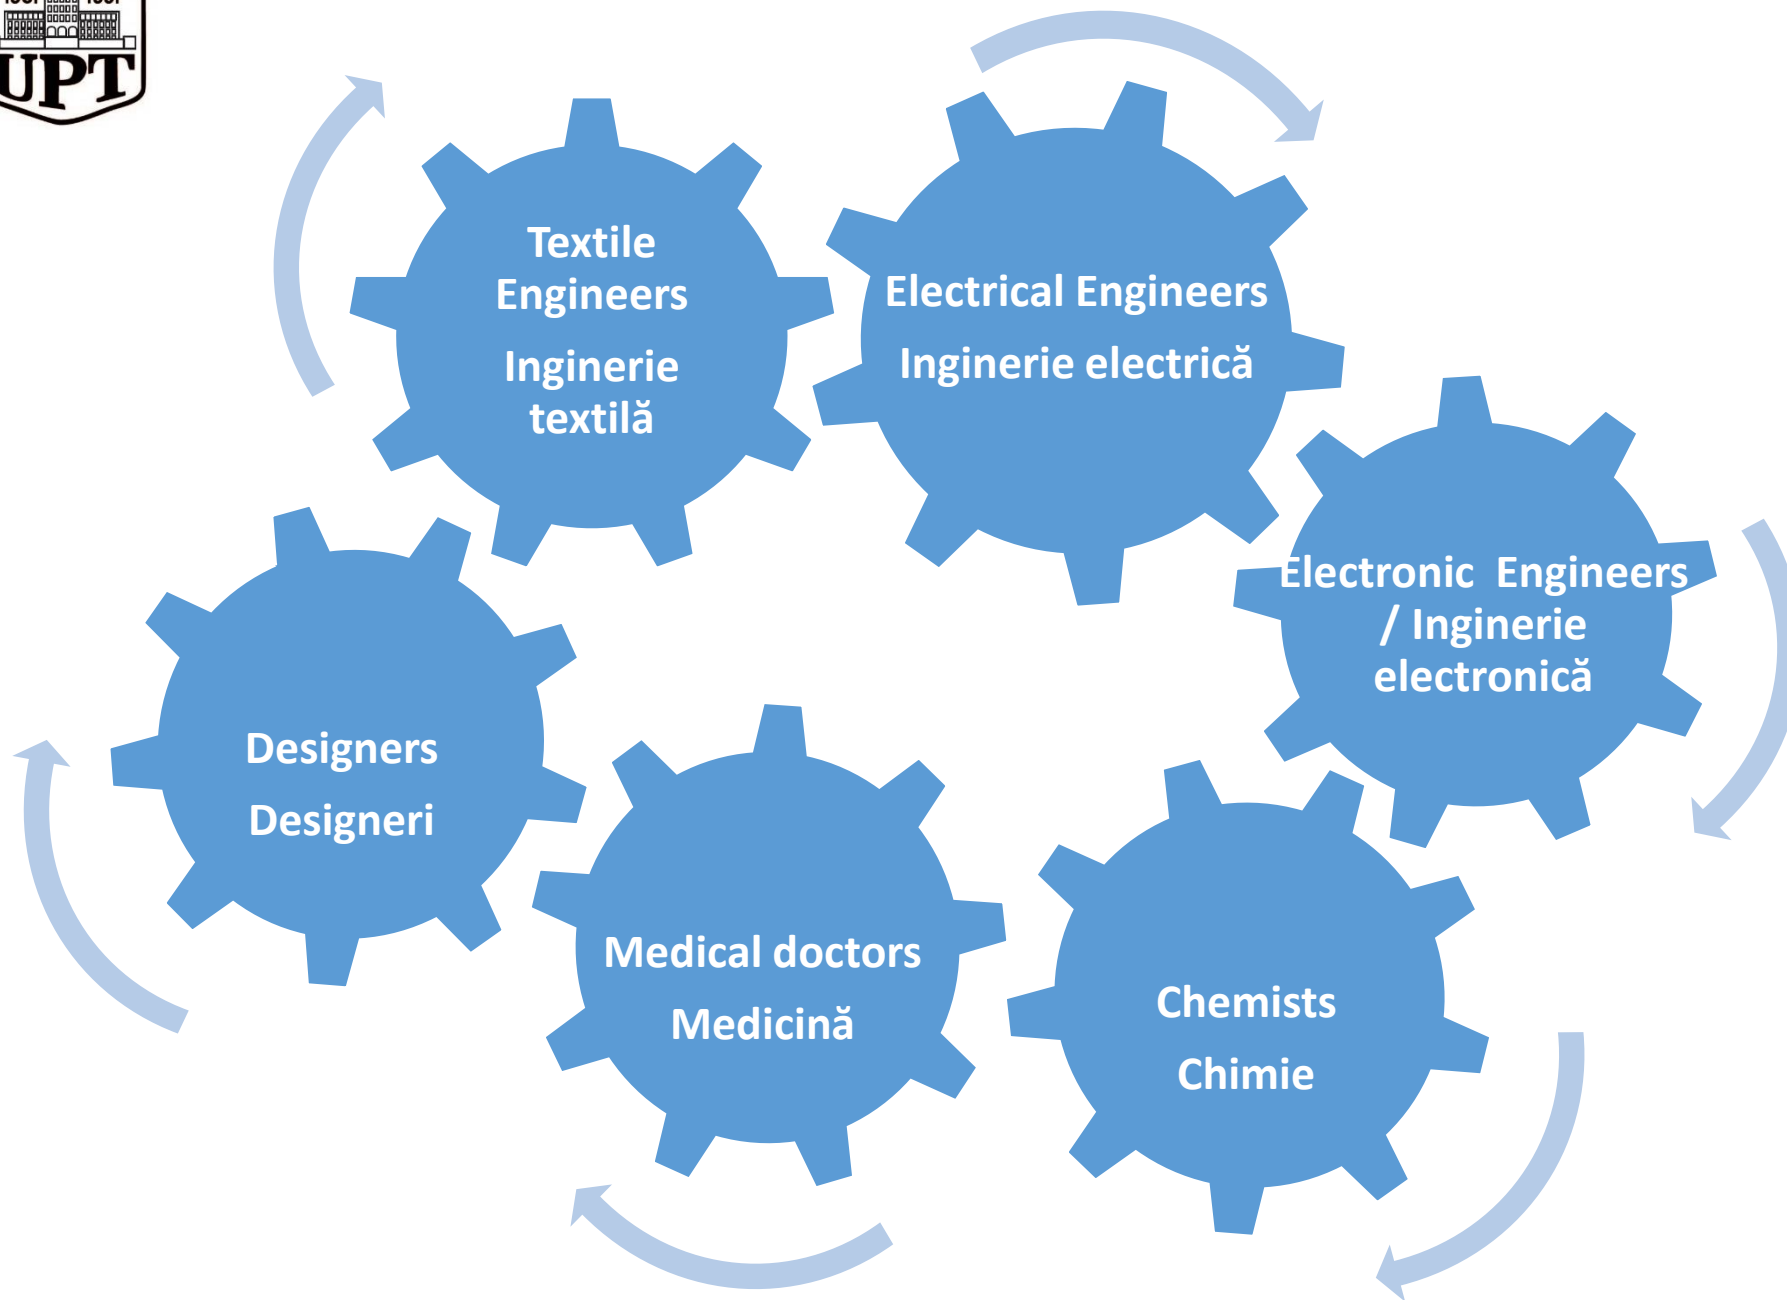 UPT
Textile
Engineers
Inginerie
textilă
Electrical Engineers
Inginerie electrică
Electronic Engineers
/ Inginerie
electronică
Designers
Designeri
Medical doctors
Medicină
Chemists
Chimie